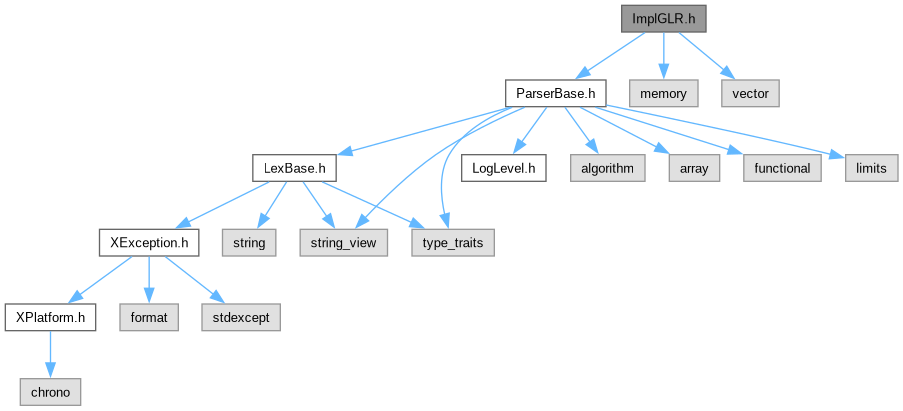 ImplGLR.h
ParserBase.h
memory
vector
LexBase.h
LogLevel.h
algorithm
array
functional
limits
XException.h
string
string_view
type_traits
XPlatform.h
format
stdexcept
chrono